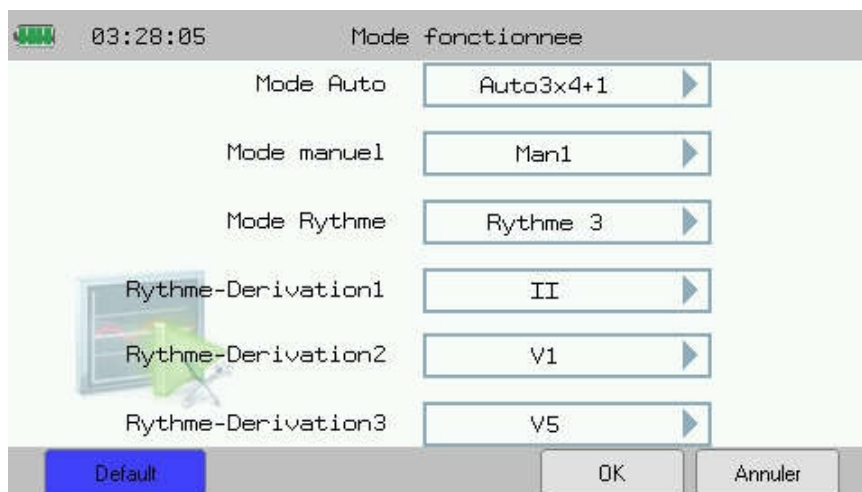 03:28:05 Mode fonctionnee
Mode Auto Auto3x4+1
Mode manuel Man1
Mode Rythme Rythme 3
Rythme-Derivation1 II
Rythme-Derivation2 V1
Rythme-Derivation3 V5
Default OK Annuler